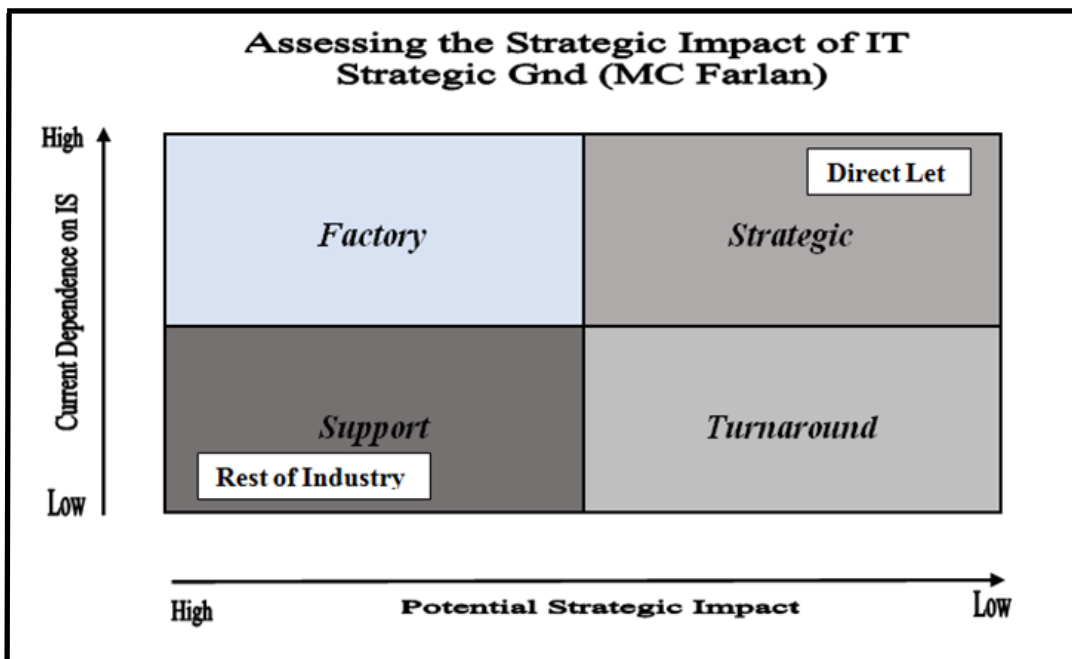 Assessing the Strategic Impact of IT
Strategic Gnd (MC Farlan)
High
Current Dependence on IS
Low
Factory
Strategic
Direct Let
Support
Turnaround
Rest of Industry
High
Potential Strategic Impact
Low